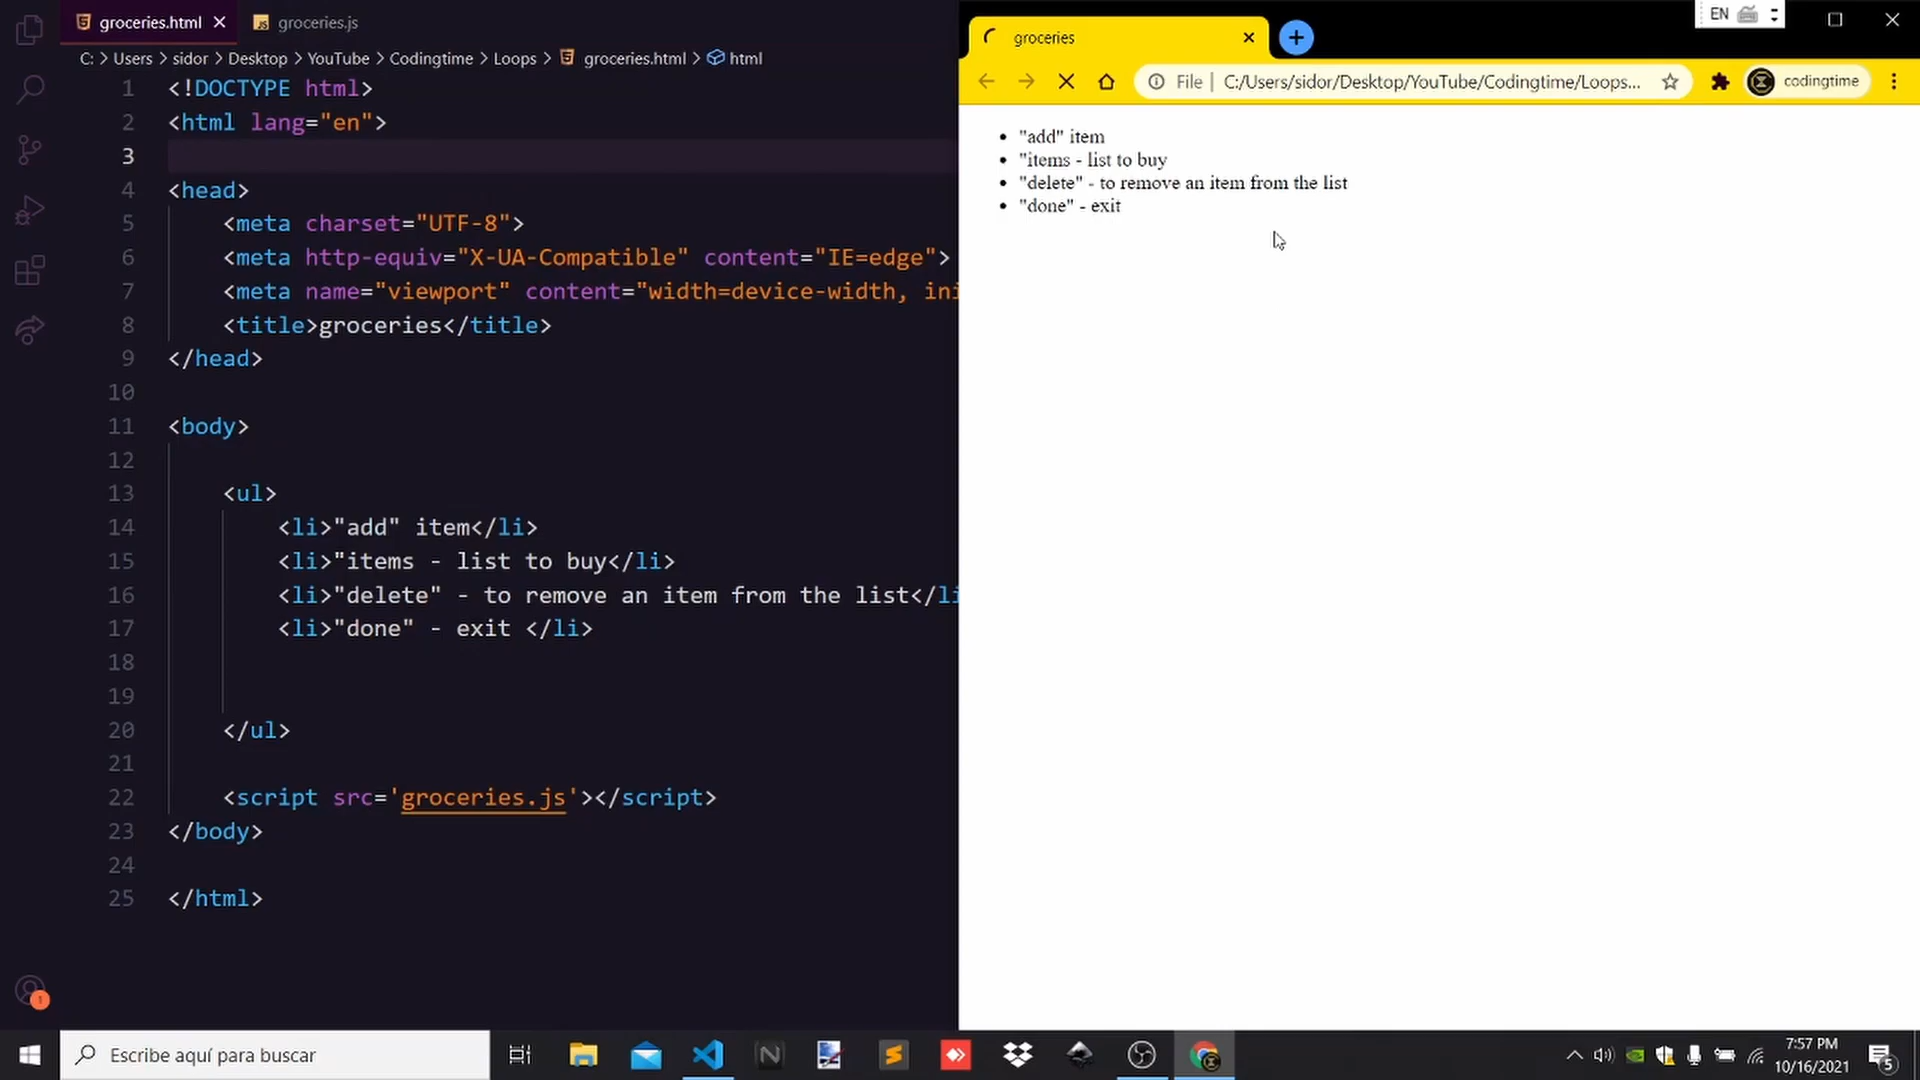 groceries.html
groceries.js
C: > Users > sidor > Desktop > YouTube > Codingtime > Loops > groceries.html > html
1 <!DOCTYPE html>
2 <html lang="en">
3
4 <head>
5 <meta charset="UTF-8">
6 <meta http-equiv="X-UA-Compatible" content="IE=edge">
7 <meta name="viewport" content="width=device-width, ini
8 <title>groceries</title>
9 </head>
10
11 <body>
12
13 <ul>
14 <li>"add" item</li>
15 <li>"items - list to buy</li>
16 <li>"delete" - to remove an item from the list</li
17 <li>"done" - exit </li>
18
19
20 </ul>
21
22 <script src='groceries.js'></script>
23 </body>
24
25 </html>
1
EN
groceries
File | C:/Users/sidor/Desktop/YouTube/Codingtime/Loops...
codingtime
• "add" item
• "items - list to buy
• "delete" - to remove an item from the list
• "done" - exit
Escribe aquí para buscar
7:57 PM
10/16/2021
5